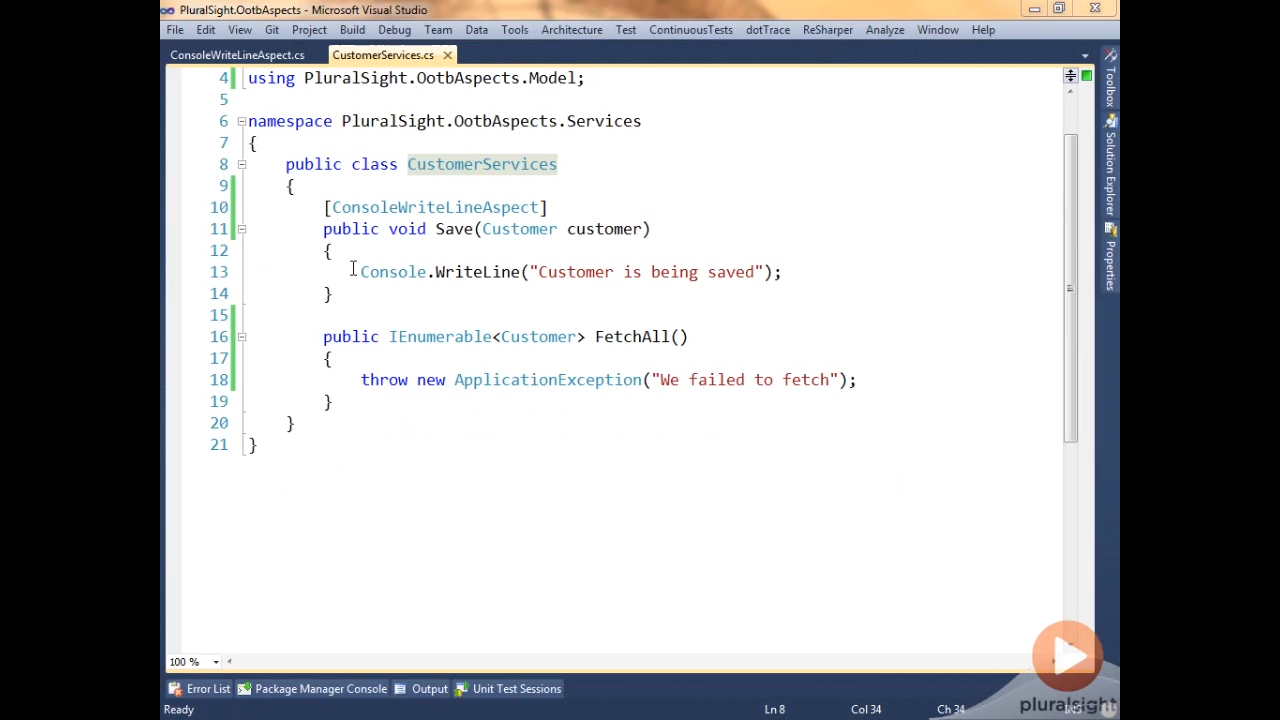 PluralSight.OotbAspects - Microsoft Visual Studio
File Edit View Git Project Build Debug Team Data Tools Architecture Test ContinuousTests dotTrace ReSharper Analyze Window Help
ConsoleWriteLineAspect.cs CustomerServices.cs
Toolbox
Solution Explorer
Properties
4 using PluralSight.OotbAspects.Model;
5
6 namespace PluralSight.OotbAspects.Services
7 {
8 public class CustomerServices
9 {
10 [ConsoleWriteLineAspect]
11 public void Save(Customer customer)
12 {
13 Console.WriteLine("Customer is being saved");
14 }
15
16 public IEnumerable<Customer> FetchAll()
17 {
18 throw new ApplicationException("We failed to fetch");
19 }
20 }
21 }
100 %
Error List Package Manager Console Output Unit Test Sessions
Ready Ln 8 Col 34 Ch 34 INS
pluralsight